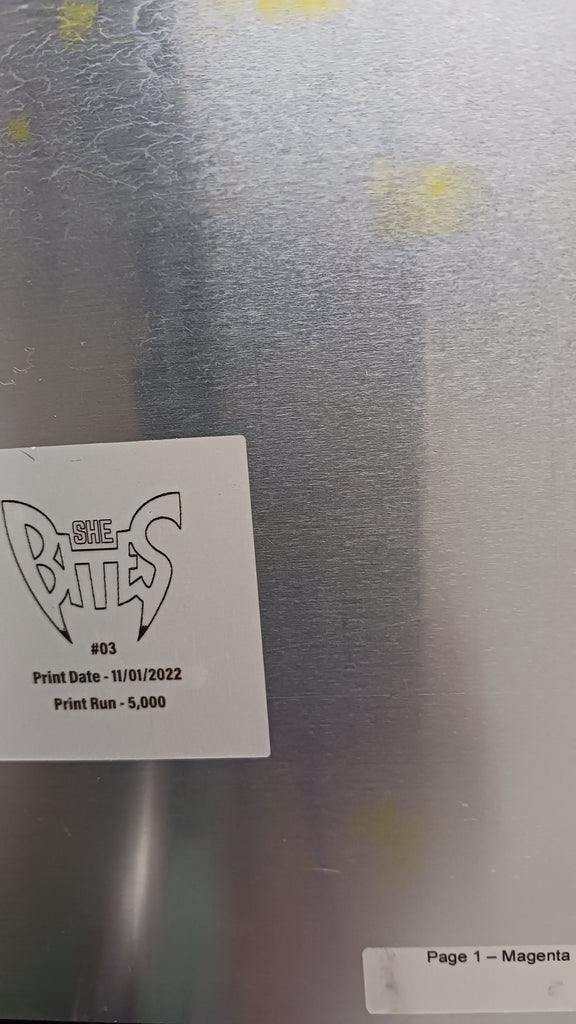 SHE
BITES
#03
Print Date - 11/01/2022
Print Run - 5,000
Page 1 – Magenta